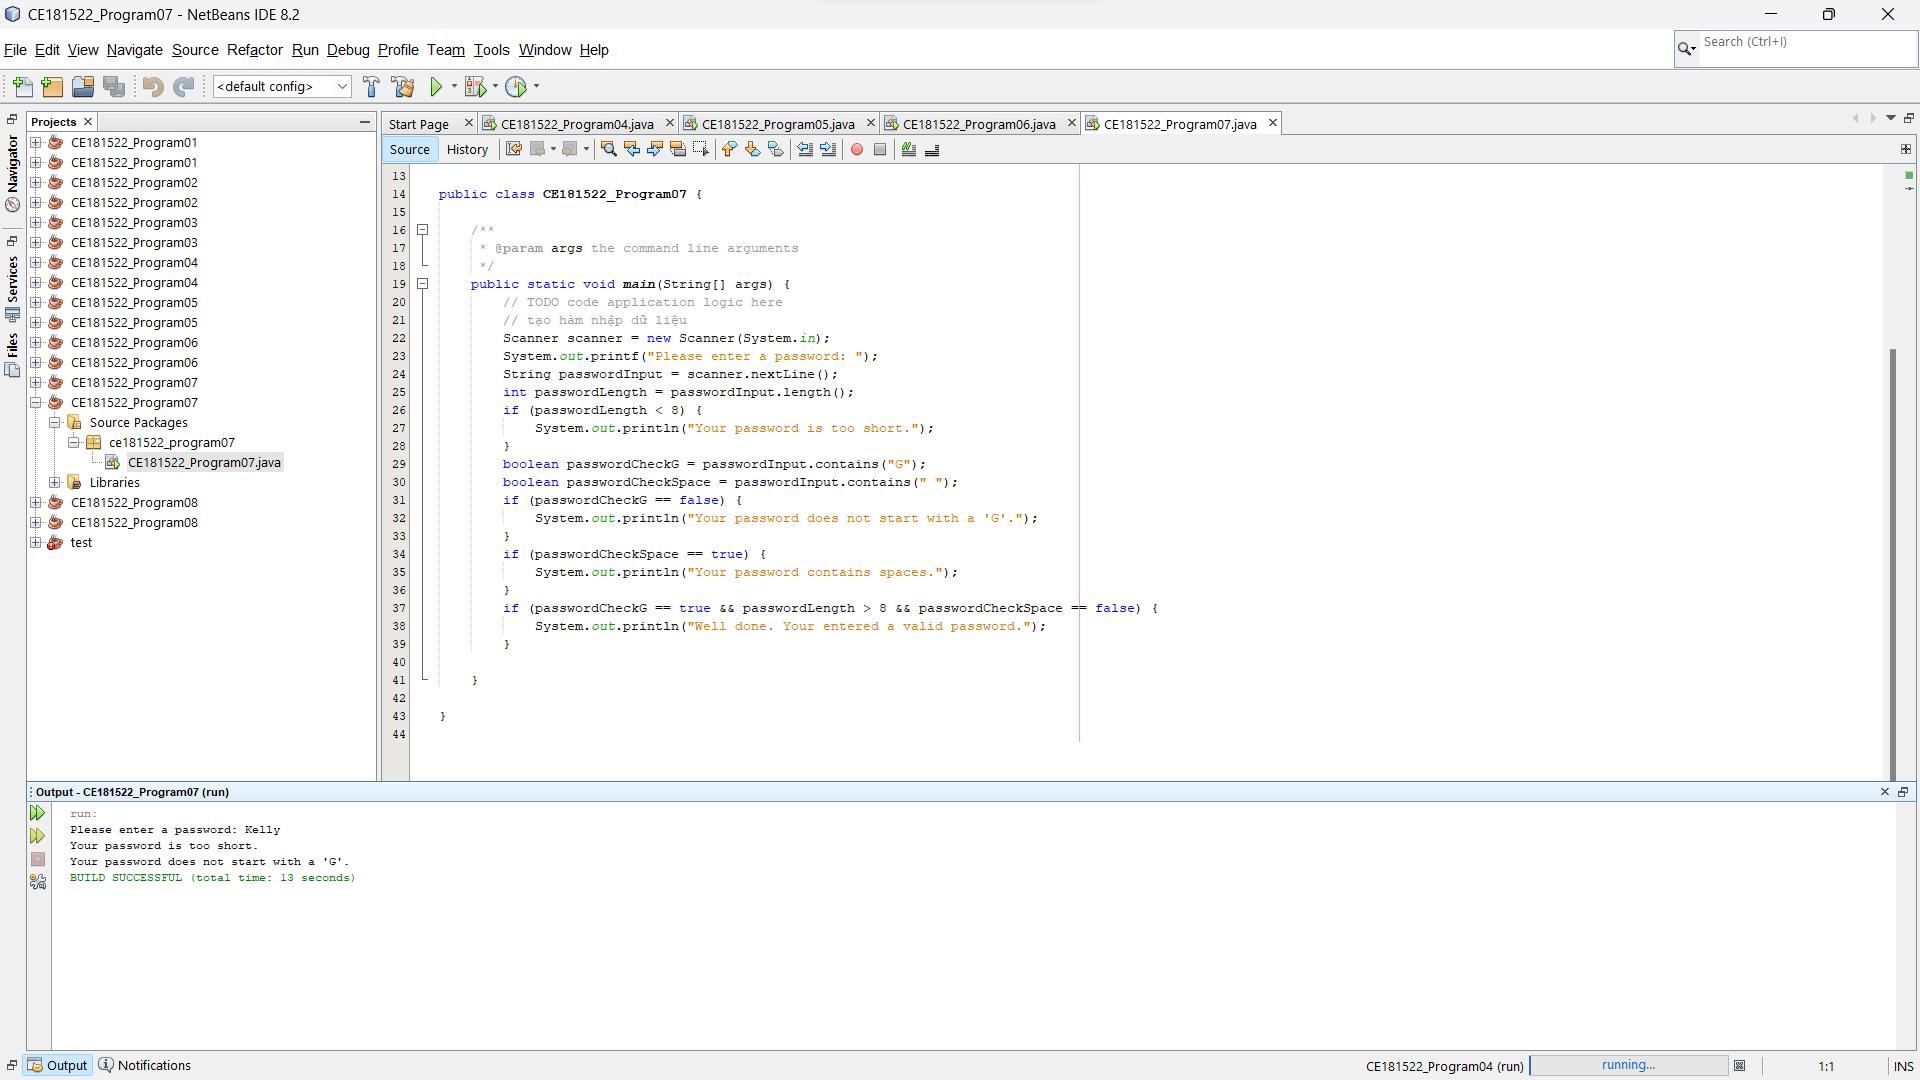 CE181522_Program07 - NetBeans IDE 8.2
File Edit View Navigate Source Refactor Run Debug Profile Team Tools Window Help
Search (Ctrl+I)
<default config>
Projects
Start Page
CE181522_Program04.java
CE181522_Program05.java
CE181522_Program06.java
CE181522_Program07.java
Navigator
Services
Files
CE181522_Program01
CE181522_Program01
CE181522_Program02
CE181522_Program02
CE181522_Program03
CE181522_Program03
CE181522_Program04
CE181522_Program04
CE181522_Program05
CE181522_Program05
CE181522_Program06
CE181522_Program06
CE181522_Program07
CE181522_Program07
Source Packages
ce181522_program07
CE181522_Program07.java
Libraries
CE181522_Program08
CE181522_Program08
test
Source History
13
14 public class CE181522_Program07 {
15
16 /**
17 * @param args the command line arguments
18 */
19 public static void main(String[] args) {
20 // TODO code application logic here
21 // tạo hàm nhập dữ liệu
22 Scanner scanner = new Scanner(System.in);
23 System.out.printf("Please enter a password: ");
24 String passwordInput = scanner.nextLine();
25 int passwordLength = passwordInput.length();
26 if (passwordLength < 8) {
27 System.out.println("Your password is too short.");
28 }
29 boolean passwordCheckG = passwordInput.contains("G");
30 boolean passwordCheckSpace = passwordInput.contains(" ");
31 if (passwordCheckG == false) {
32 System.out.println("Your password does not start with a 'G'.");
33 }
34 if (passwordCheckSpace == true) {
35 System.out.println("Your password contains spaces.");
36 }
37 if (passwordCheckG == true && passwordLength > 8 && passwordCheckSpace == false) {
38 System.out.println("Well done. Your entered a valid password.");
39 }
40
41 }
42
43 }
44
Output - CE181522_Program07 (run)
run:
Please enter a password: Kelly
Your password is too short.
Your password does not start with a 'G'.
BUILD SUCCESSFUL (total time: 13 seconds)
Output
Notifications
CE181522_Program04 (run)
running...
1:1
INS